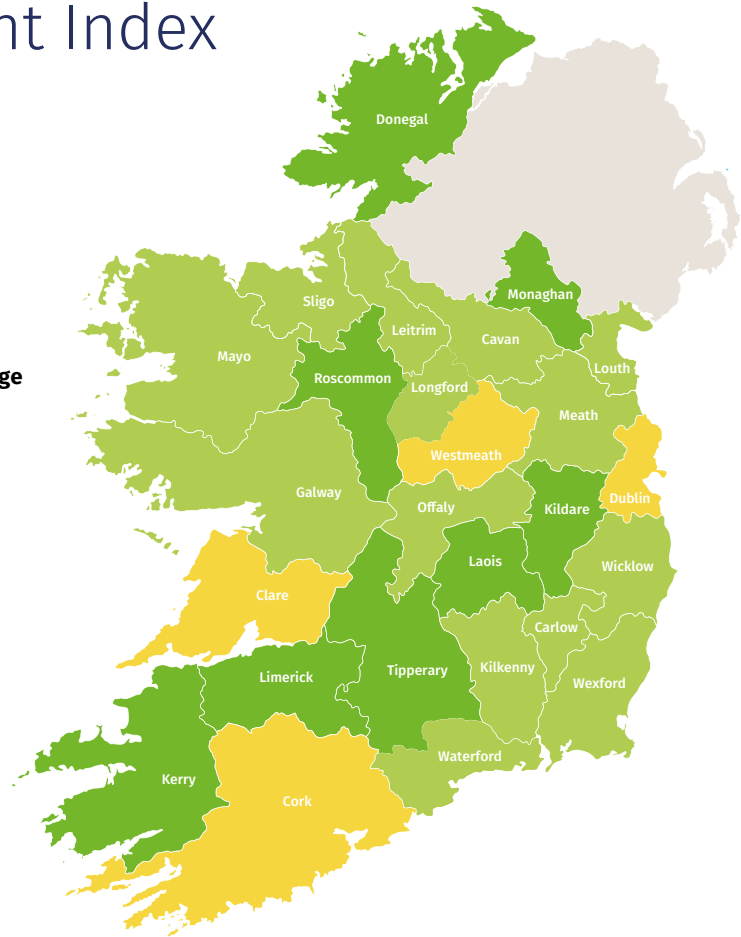 nt Index
Donegal
Monaghan
Sligo
Leitrim
Cavan
Louth
Mayo
ge
Roscommon
Longford
Meath
Westmeath
Galway
Offaly
Kildare
Dublin
Laois
Wicklow
Clare
Carlow
Limerick
Tipperary
Kilkenny
Wexford
Waterford
Kerry
Cork